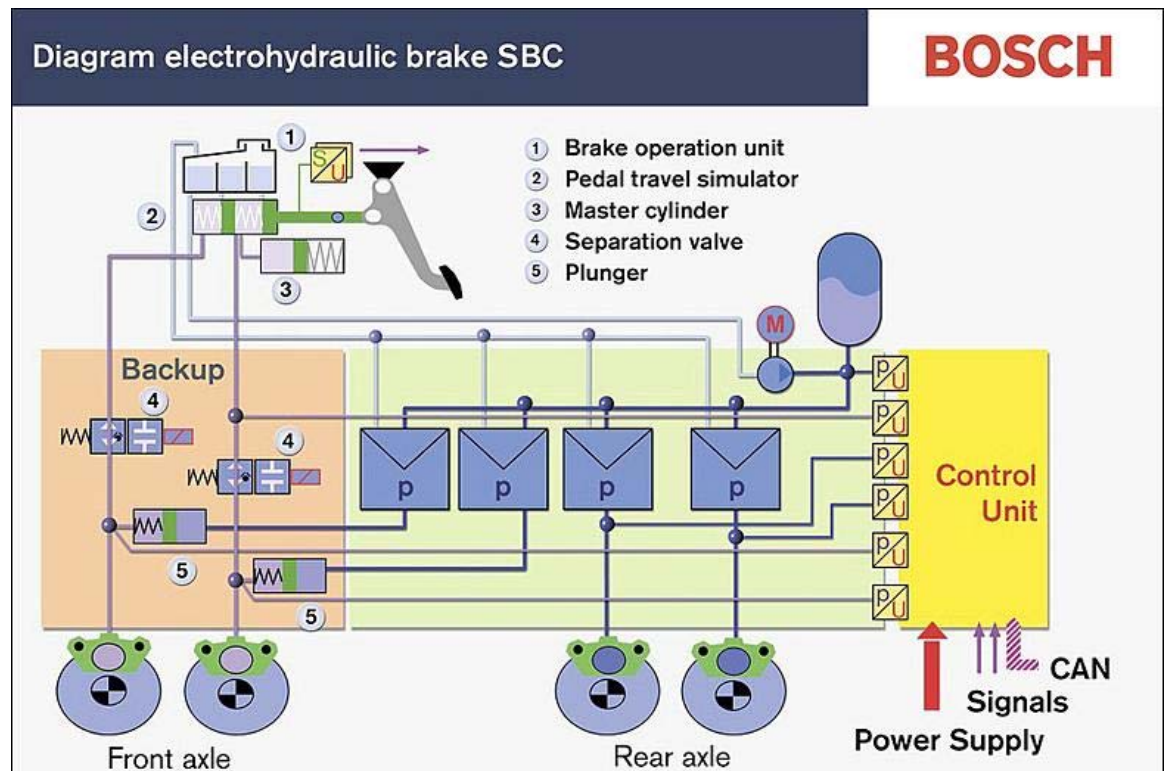 Diagram electrohydraulic brake SBC
BOSCH
1
S/U
1 Brake operation unit
2 Pedal travel simulator
3 Master cylinder
4 Separation valve
5 Plunger
2
3
M
Backup
4
4
p/U
p/U
p/U
p/U
p/U
p/U
p
p
p
p
Control
Unit
5
5
CAN
Signals
Power Supply
Front axle
Rear axle